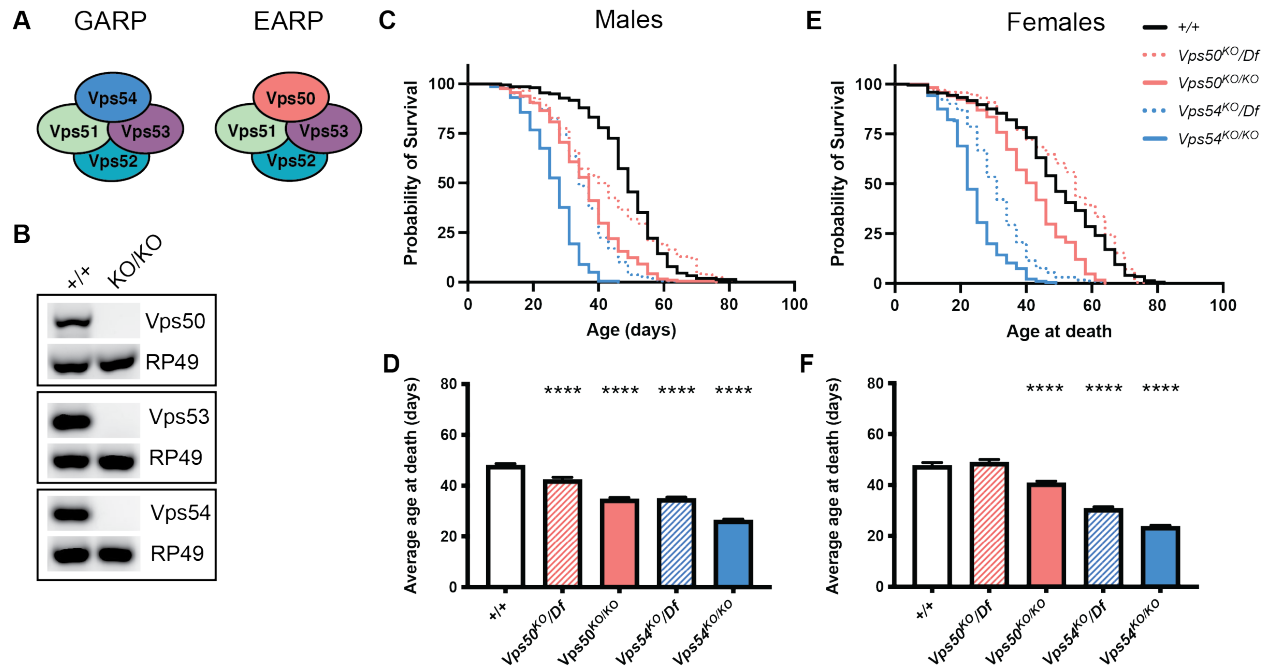 A
GARP
EARP
Vps54
Vps51
Vps53
Vps52
Vps50
Vps51
Vps53
Vps52
B
+/+
KO/KO
Vps50
RP49
Vps53
RP49
Vps54
RP49
C
Males
Probability of Survival
100
75
50
25
0
0 20 40 60 80 100
Age (days)
E
Females
Probability of Survival
100
75
50
25
0
0 20 40 60 80 100
Age at death
+/+
Vps50KO/Df
Vps50KO/KO
Vps54KO/Df
Vps54KO/KO
D
Average age at death (days)
80
60
40
20
0
**** **** **** ****
+/+
Vps50KO/Df
Vps50KO/KO
Vps54KO/Df
Vps54KO/KO
F
Average age at death (days)
80
60
40
20
0
**** **** ****
+/+
Vps50KO/Df
Vps50KO/KO
Vps54KO/Df
Vps54KO/KO